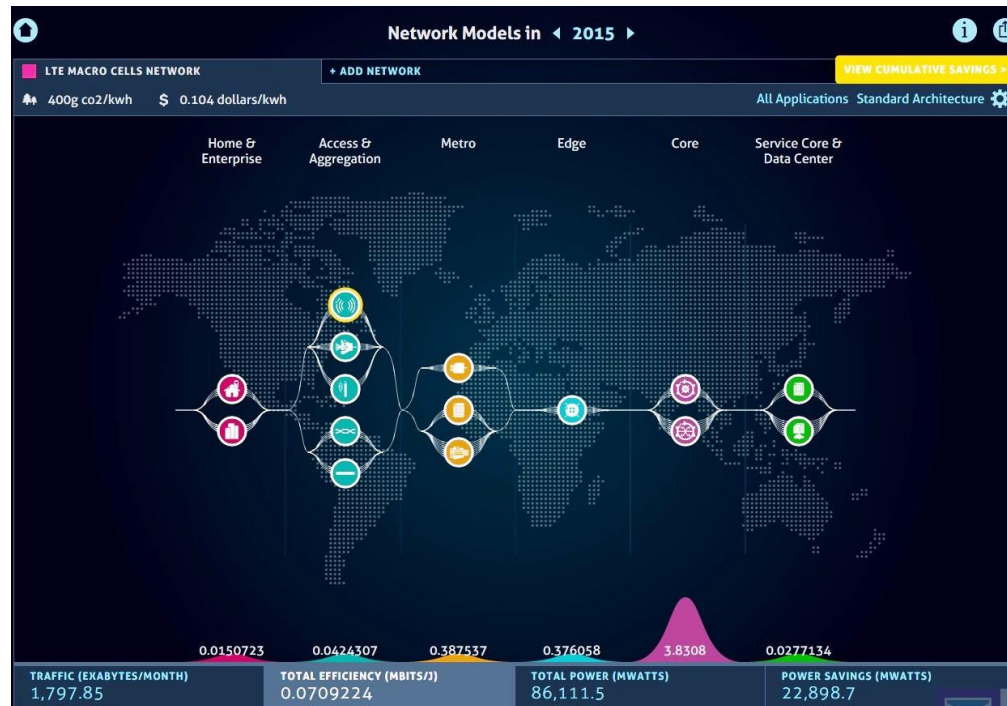 Network Models in 2015
i
LTE MACRO CELLS NETWORK
+ ADD NETWORK
VIEW CUMULATIVE SAVINGS >
400g co2/kwh $ 0.104 dollars/kwh
All Applications Standard Architecture
Home &
Enterprise
Access &
Aggregation
Metro
Edge
Core
Service Core &
Data Center
0.0150723 0.0424307 0.387537 0.376058 3.8308 0.0277134
TRAFFIC (EXABYTES/MONTH)
1,797.85
TOTAL EFFICIENCY (MBITS/J)
0.0709224
TOTAL POWER (MWATTS)
86,111.5
POWER SAVINGS (MWATTS)
22,898.7